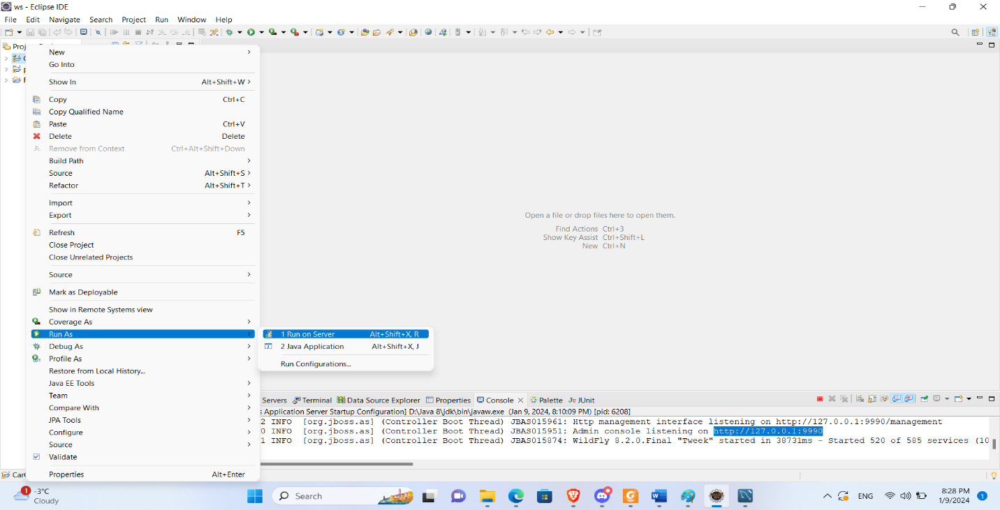 ws - Eclipse IDE
File Edit Navigate Search Project Run Window Help
Proj
New
Go Into
Show In Alt+Shift+W
Copy Ctrl+C
Copy Qualified Name
Paste Ctrl+V
Delete Delete
Remove from Context Ctrl+Alt+Shift+Down
Build Path
Source Alt+Shift+S
Refactor Alt+Shift+T
Import
Export
Refresh F5
Close Project
Close Unrelated Projects
Source
Mark as Deployable
Show in Remote Systems view
Coverage As
Run As
Debug As
Profile As
Restore from Local History...
Java EE Tools
Team
Compare With
JPA Tools
Configure
Source
Validate
Properties Alt+Enter
1 Run on Server Alt+Shift+X, R
2 Java Application Alt+Shift+X, J
Run Configurations...
Open a file or drop files here to open them.
Find Actions Ctrl+3
Show Key Assist Ctrl+Shift+L
New Ctrl+N
Servers Terminal Data Source Explorer Properties Console Palette JUnit
Application Server Startup Configuration] D:\Java 8\jdk\bin\javaw.exe (Jan 9, 2024, 8:10:09 PM) [pid: 6208]
2 INFO [org.jboss.as] (Controller Boot Thread) JBAS015961: Http management interface listening on http://127.0.0.1:9990/management
0 INFO [org.jboss.as] (Controller Boot Thread) JBAS015951: Admin console listening on http://127.0.0.1:9990
1 INFO [org.jboss.as] (Controller Boot Thread) JBAS015874: WildFly 8.2.0.Final "Tweek" started in 38731ms - Started 520 of 585 services (10
Car
1
-3°C
Cloudy
Search
ENG
8:28 PM
1/9/2024
1